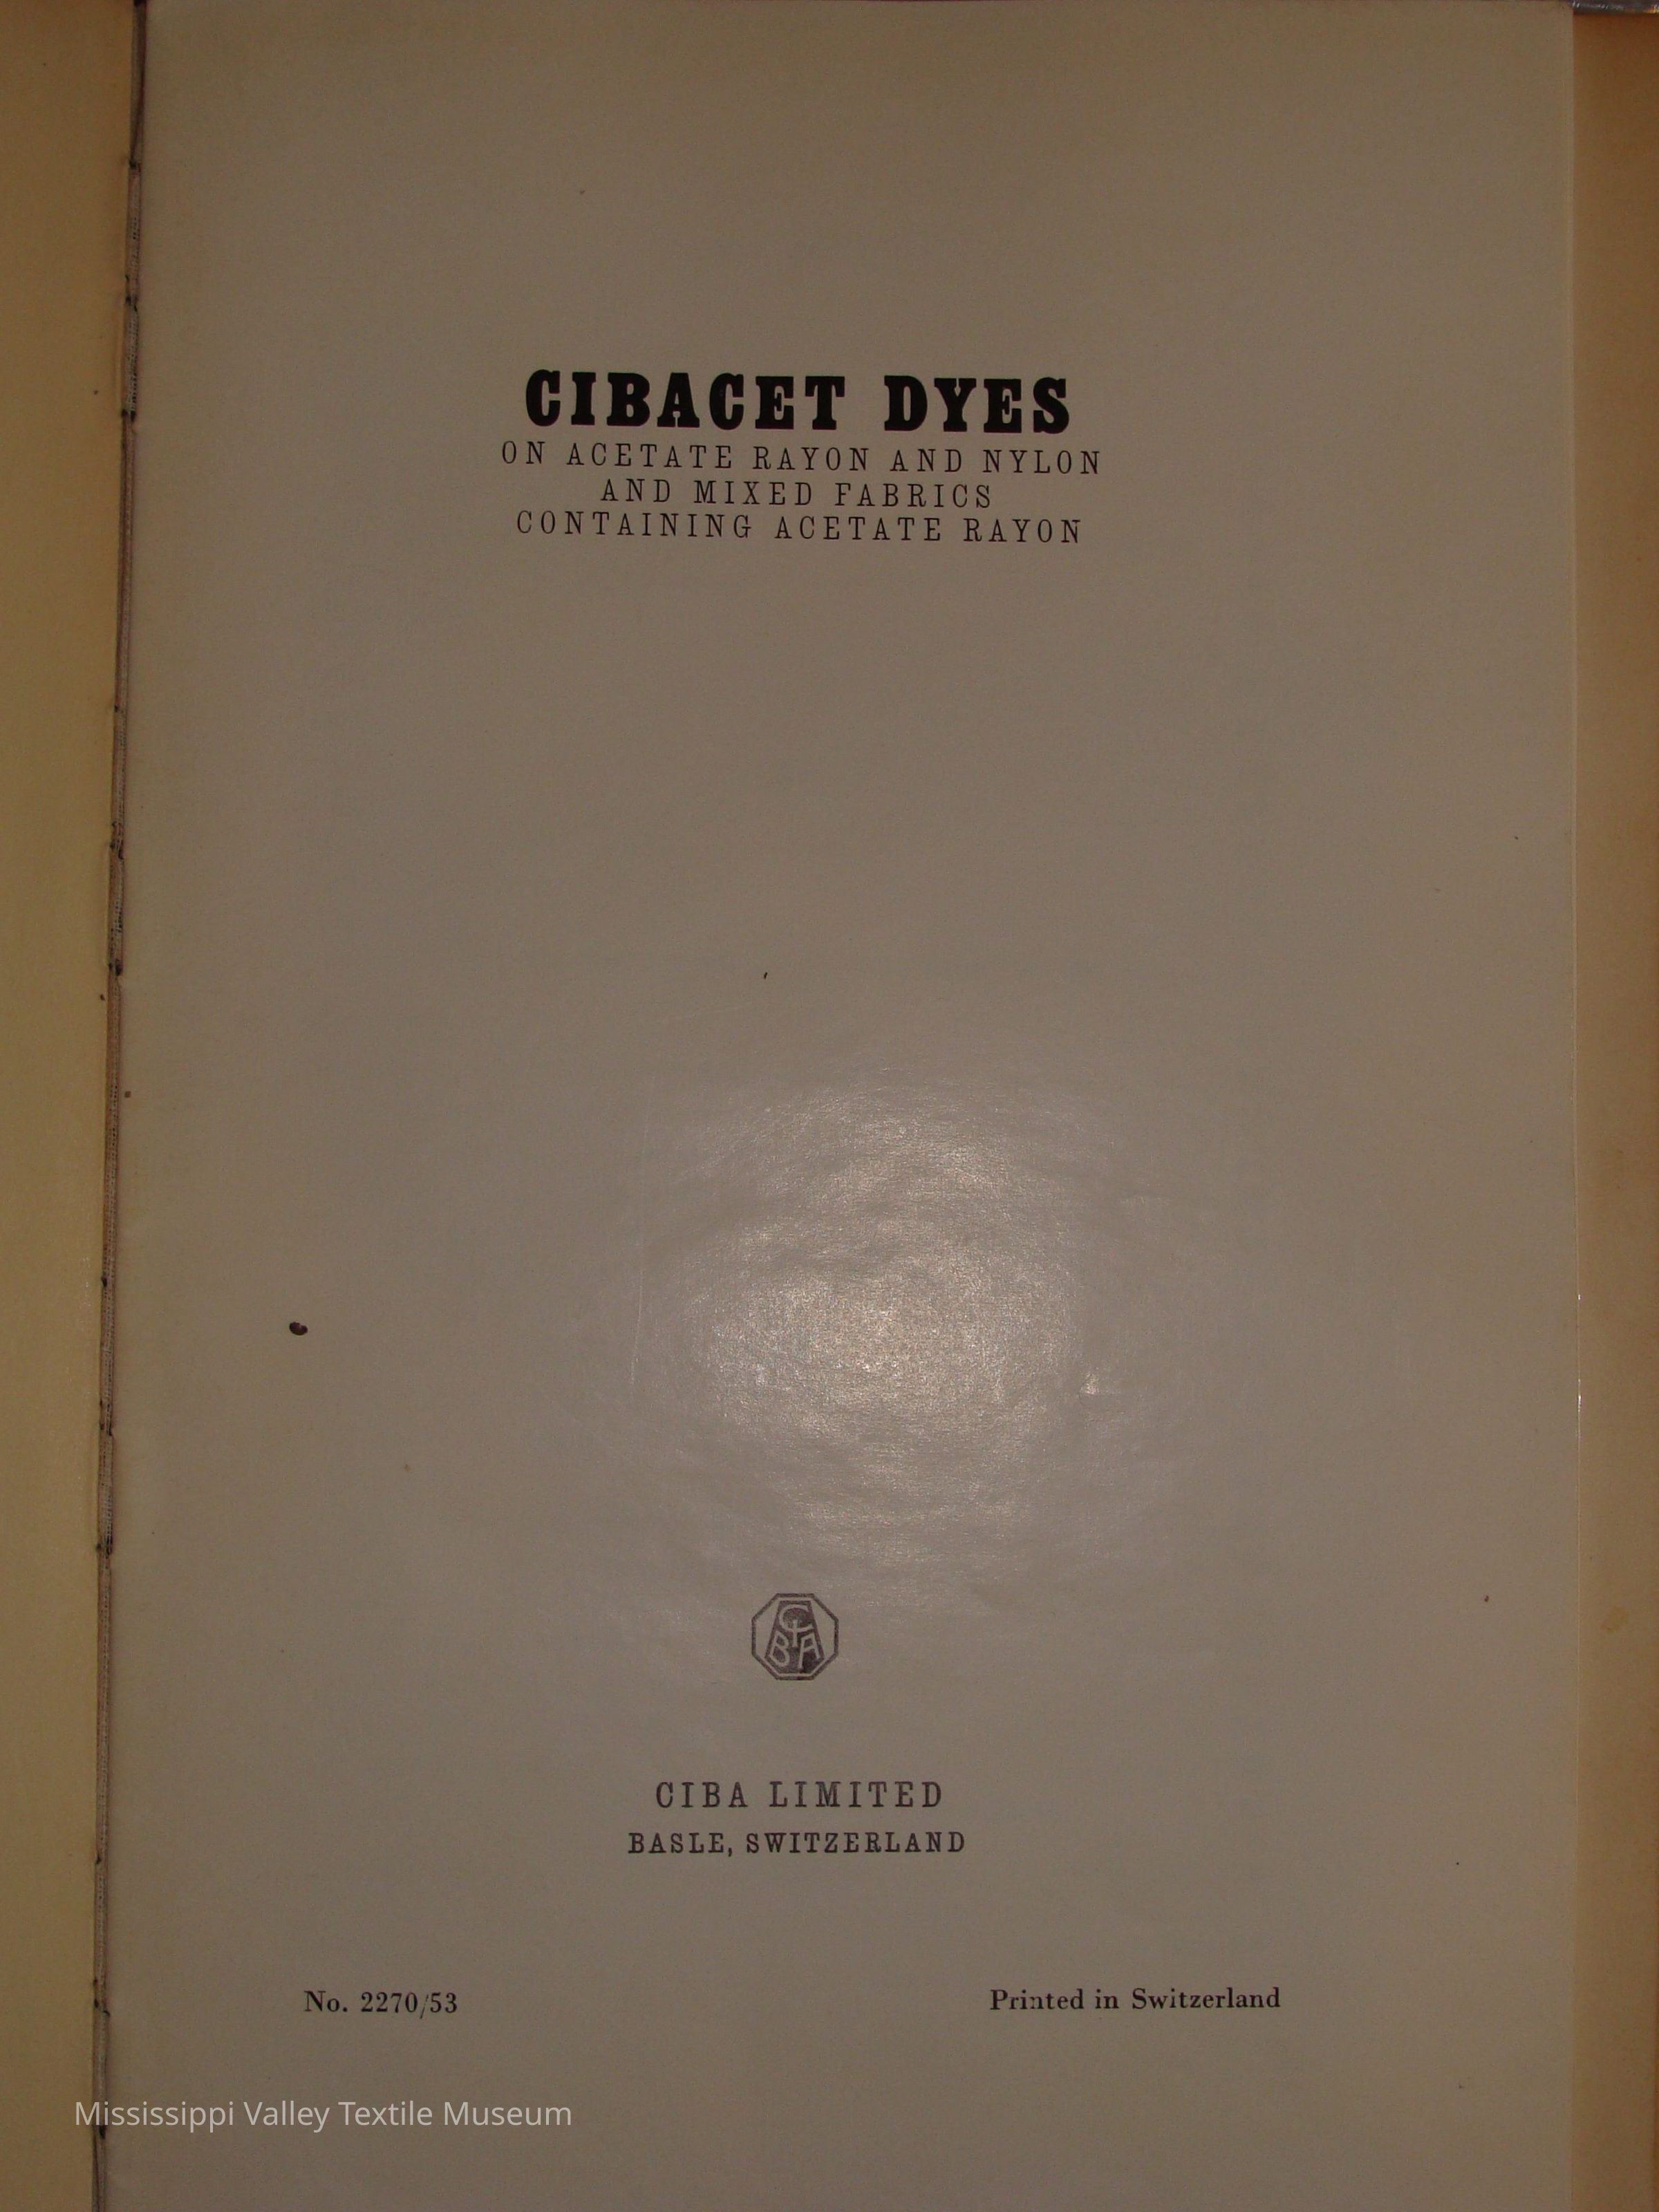 CIBACET DYES
ON ACETATE RAYON AND NYLON
AND MIXED FABRICS
CONTAINING ACETATE RAYON
CIBA
CIBA LIMITED
BASLE, SWITZERLAND
No. 2270/53
Printed in Switzerland
Mississippi Valley Textile Museum